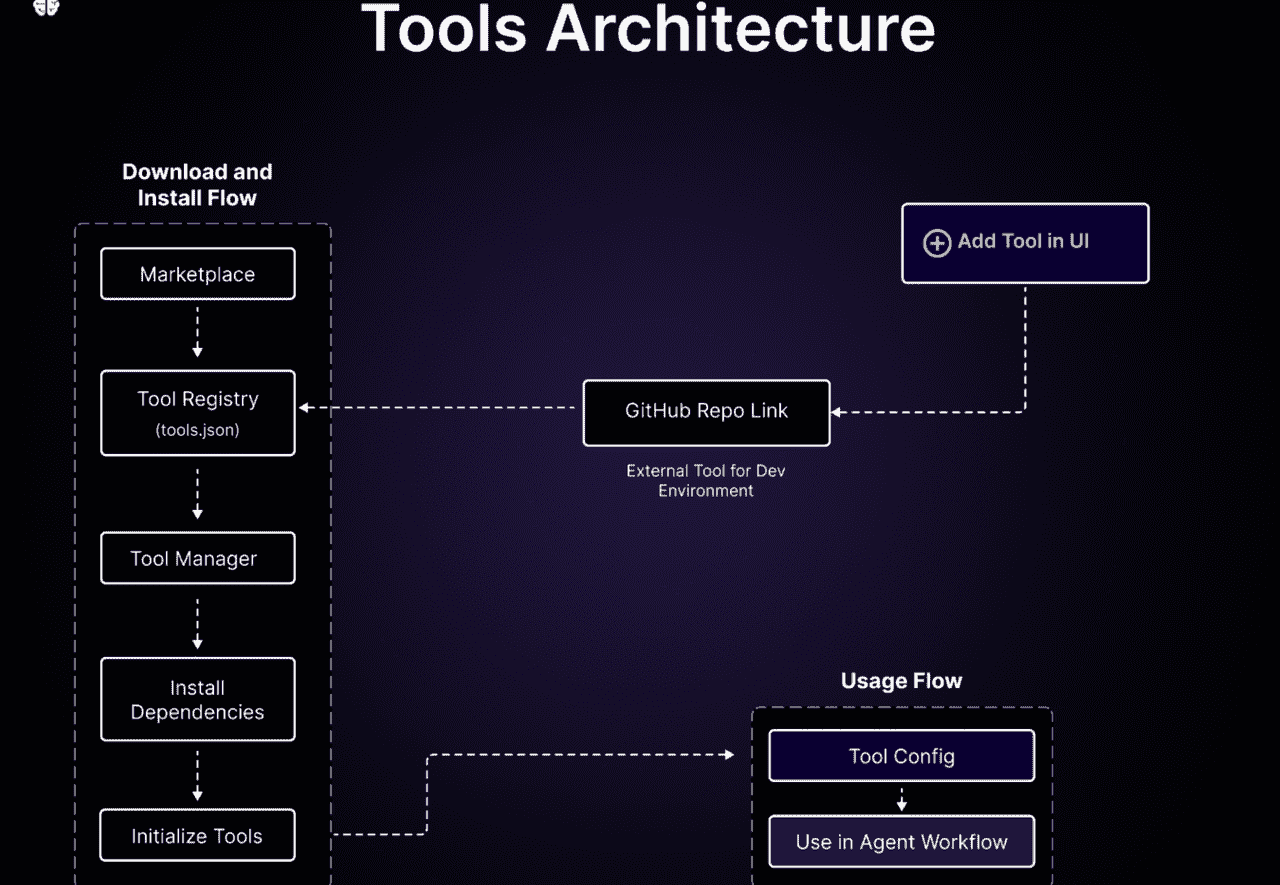 Tools Architecture
Download and
Install Flow
Marketplace
Tool Registry
(tools.json)
Tool Manager
Install
Dependencies
Initialize Tools
Add Tool in UI
GitHub Repo Link
External Tool for Dev
Environment
Usage Flow
Tool Config
Use in Agent Workflow